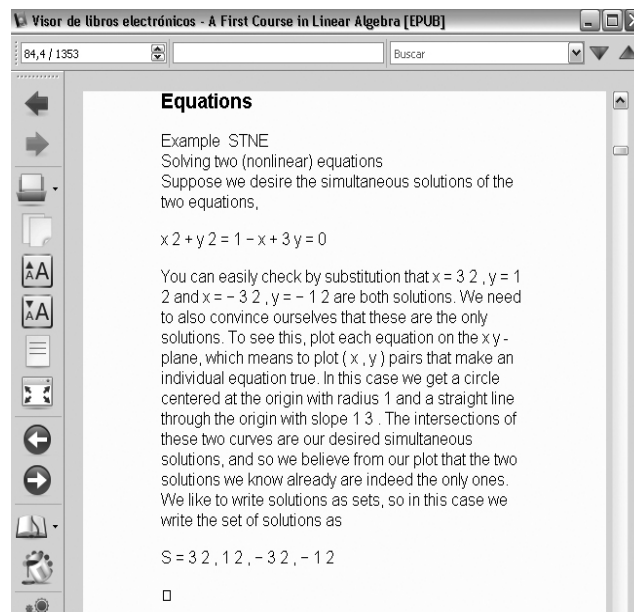 Visor de libros electrónicos - A First Course in Linear Algebra [EPUB]
84,4 / 1353
Buscar
Equations
Example STNE
Solving two (nonlinear) equations
Suppose we desire the simultaneous solutions of the
two equations,
x 2 + y 2 = 1 − x + 3 y = 0
You can easily check by substitution that x = 3 2 , y = 1
2 and x = − 3 2 , y = − 1 2 are both solutions. We need
to also convince ourselves that these are the only
solutions. To see this, plot each equation on the x y -
plane, which means to plot ( x , y ) pairs that make an
individual equation true. In this case we get a circle
centered at the origin with radius 1 and a straight line
through the origin with slope 1 3 . The intersections of
these two curves are our desired simultaneous
solutions, and so we believe from our plot that the two
solutions we know already are indeed the only ones.
We like to write solutions as sets, so in this case we
write the set of solutions as
S = 3 2 , 1 2 , − 3 2 , − 1 2
AA
AA